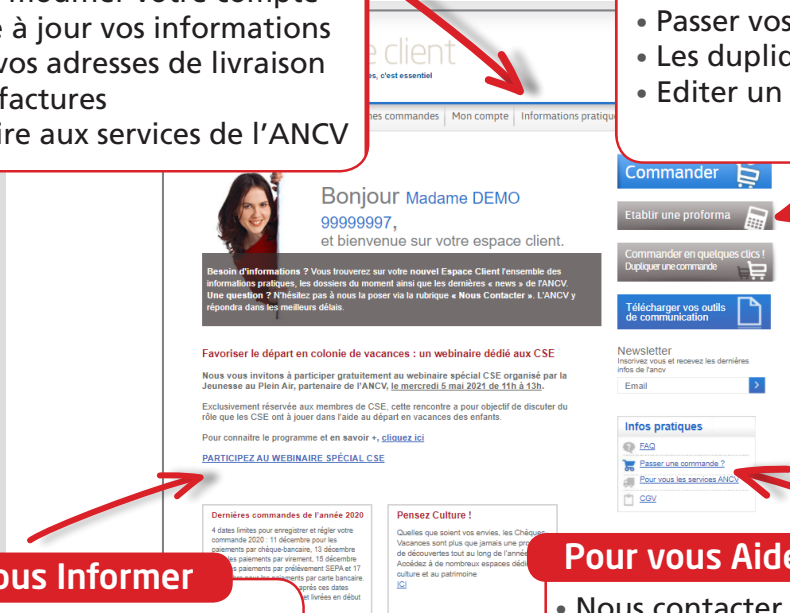 modifier votre compte
à jour vos informations
vos adresses de livraison
factures
aux services de l'ANCV
Passer vos
• Les
• Editer un
client
c'est essentiel
mes commandes | Mon compte | Informations
Bonjour Madame DEMO
99999997,
et bienvenue sur votre espace client.
Besoin d'informations ? Vous trouverez sur votre nouvel Espace Client l'ensemble des
informations pratiques, les dossiers du moment ainsi que les dernières « news » de l'ANCV.
Une question ? N'hésitez pas à nous la poser via la rubrique « Nous Contacter ». L'ANCV y
répondra dans les meilleurs délais.
Commander
Etablir une proforma
Commander en quelques clics !
Dupliquer une commande
Télécharger vos outils
de communication
Newsletter
Inscrivez vous et recevez les dernières
infos de l'ancv
Email
Infos pratiques
FAQ
Passer une commande ?
Pour vous les services ANCV
CGV
Favoriser le départ en colonie de vacances : un webinaire dédié aux CSE
Nous vous invitons à participer gratuitement au webinaire spécial CSE organisé par la
Jeunesse au Plein Air, partenaire de l'ANCV, le mercredi 5 mai 2021 de 11h à 13h.
Exclusivement réservée aux membres de CSE, cette rencontre a pour objectif de discuter du
rôle que les CSE ont à jouer dans l'aide au départ en vacances des enfants.
Pour connaitre le programme et en savoir +, cliquez ici
PARTICIPEZ AU WEBINAIRE SPÉCIAL CSE
Dernières commandes de l'année 2020
4 dates limites pour enregistrer et régler votre
commande 2020 : 11 décembre pour les
paiements par chèque-bancaire, 13 décembre
paiements par virement, 15 décembre
paiements par prélèvement SEPA et 17
paiements par carte bancaire.
après ces dates
et livrées en début
Pensez Culture !
Quelles que soient vos envies, les Chèques
Vacances sont plus que jamais une
de découvertes tout au long de l'année
Accédez à de nombreux espaces
culture et au patrimoine
ICI
Informer
Pour vous
• Nous contacter